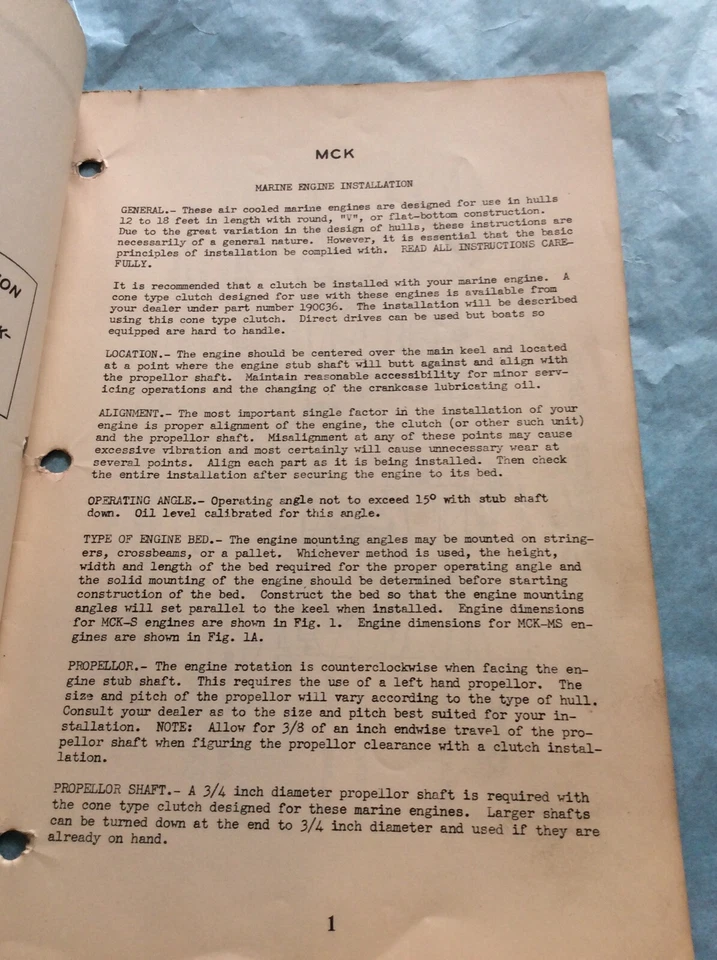 ON
K-
MCK
MARINE ENGINE INSTALLATION
GENERAL.- These air cooled marine engines are designed for use in hulls
12 to 18 feet in length with round, "V", or flat-bottom construction.
Due to the great variation in the design of hulls, these instructions are
necessarily of a general nature. However, it is essential that the basic
principles of installation be complied with. READ ALL INSTRUCTIONS CARE-
FULLY.
It is recommended that a clutch be installed with your marine engine. A
cone type clutch designed for use with these engines is available from
your dealer under part number 190C36. The installation will be described
using this cone type clutch. Direct drives can be used but boats so
equipped are hard to handle.
LOCATION.- The engine should be centered over the main keel and located
at a point where the engine stub shaft will butt against and align with
the propellor shaft. Maintain reasonable accessibility for minor serv-
icing operations and the changing of the crankcase lubricating oil.
ALIGNMENT.- The most important single factor in the installation of your
engine is proper alignment of the engine, the clutch (or other such unit)
and the propellor shaft. Misalignment at any of these points may cause
excessive vibration and most certainly will cause unnecessary wear at
several points. Align each part as it is being installed. Then check
the entire installation after securing the engine to its bed.
OPERATING ANGLE.- Operating angle not to exceed 15° with stub shaft
down. Oil level calibrated for this angle.
TYPE OF ENGINE BED.- The engine mounting angles may be mounted on string-
ers, crossbeams, or a pallet. Whichever method is used, the height,
width and length of the bed required for the proper operating angle and
the solid mounting of the engine should be determined before starting
construction of the bed. Construct the bed so that the engine mounting
angles will set parallel to the keel when installed. Engine dimensions
for MCK-S engines are shown in Fig. 1. Engine dimensions for MCK-MS en-
gines are shown in Fig. 1A.
PROPELLOR.- The engine rotation is counterclockwise when facing the en-
gine stub shaft. This requires the use of a left hand propellor. The
size and pitch of the propellor will vary according to the type of hull.
Consult your dealer as to the size and pitch best suited for your in-
stallation. NOTE: Allow for 3/8 of an inch endwise travel of the pro-
pellor shaft when figuring the propellor clearance with a clutch instal-
lation.
PROPELLOR SHAFT.- A 3/4 inch diameter propellor shaft is required with
the cone type clutch designed for these marine engines. Larger shafts
can be turned down at the end to 3/4 inch diameter and used if they are
already on hand.
1